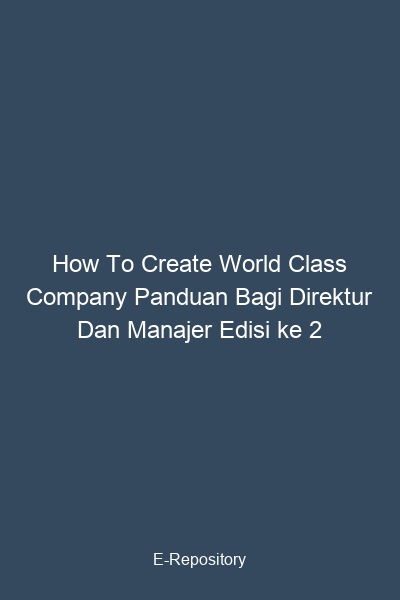 How To Create World Class
Company Panduan Bagi Direktur
Dan Manajer Edisi ke 2
E-Repository